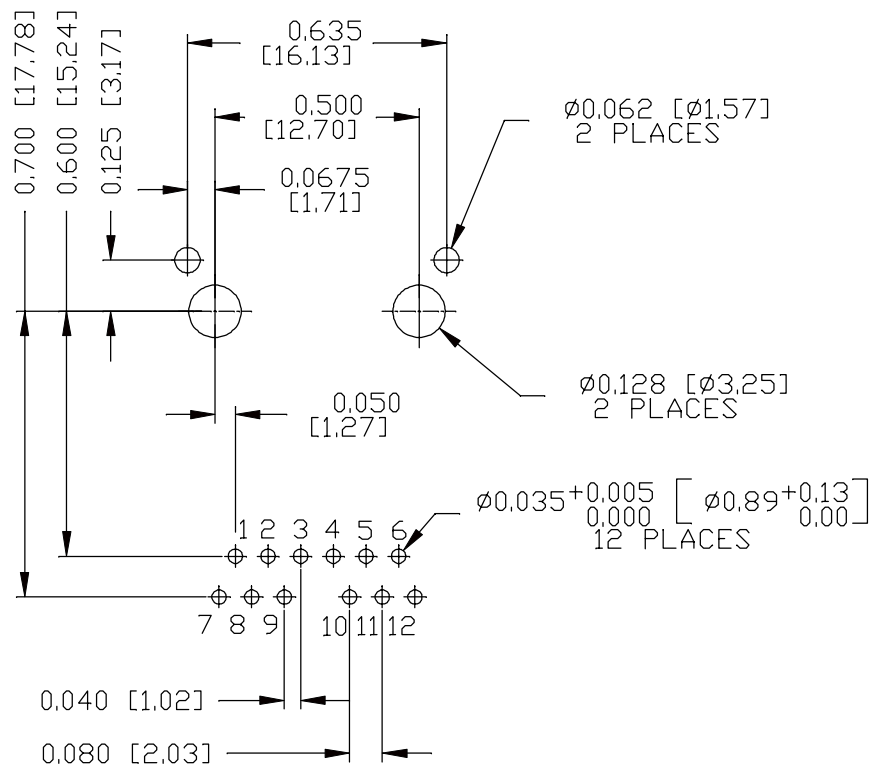 0.700 [17.78]
0.600 [15.24]
0.125 [3.17]
0.635
[16.13]
0.500
[12.70]
0.0675
[1.71]
Ø0.062 [Ø1.57]
2 PLACES
Ø0.128 [Ø3.25]
2 PLACES
0.050
[1.27]
Ø0.035+0.005 [Ø0.89+0.13]
0.000 0.00
12 PLACES
1 2 3 4 5 6
7 8 9 10 11 12
0.040 [1.02]
0.080 [2.03]